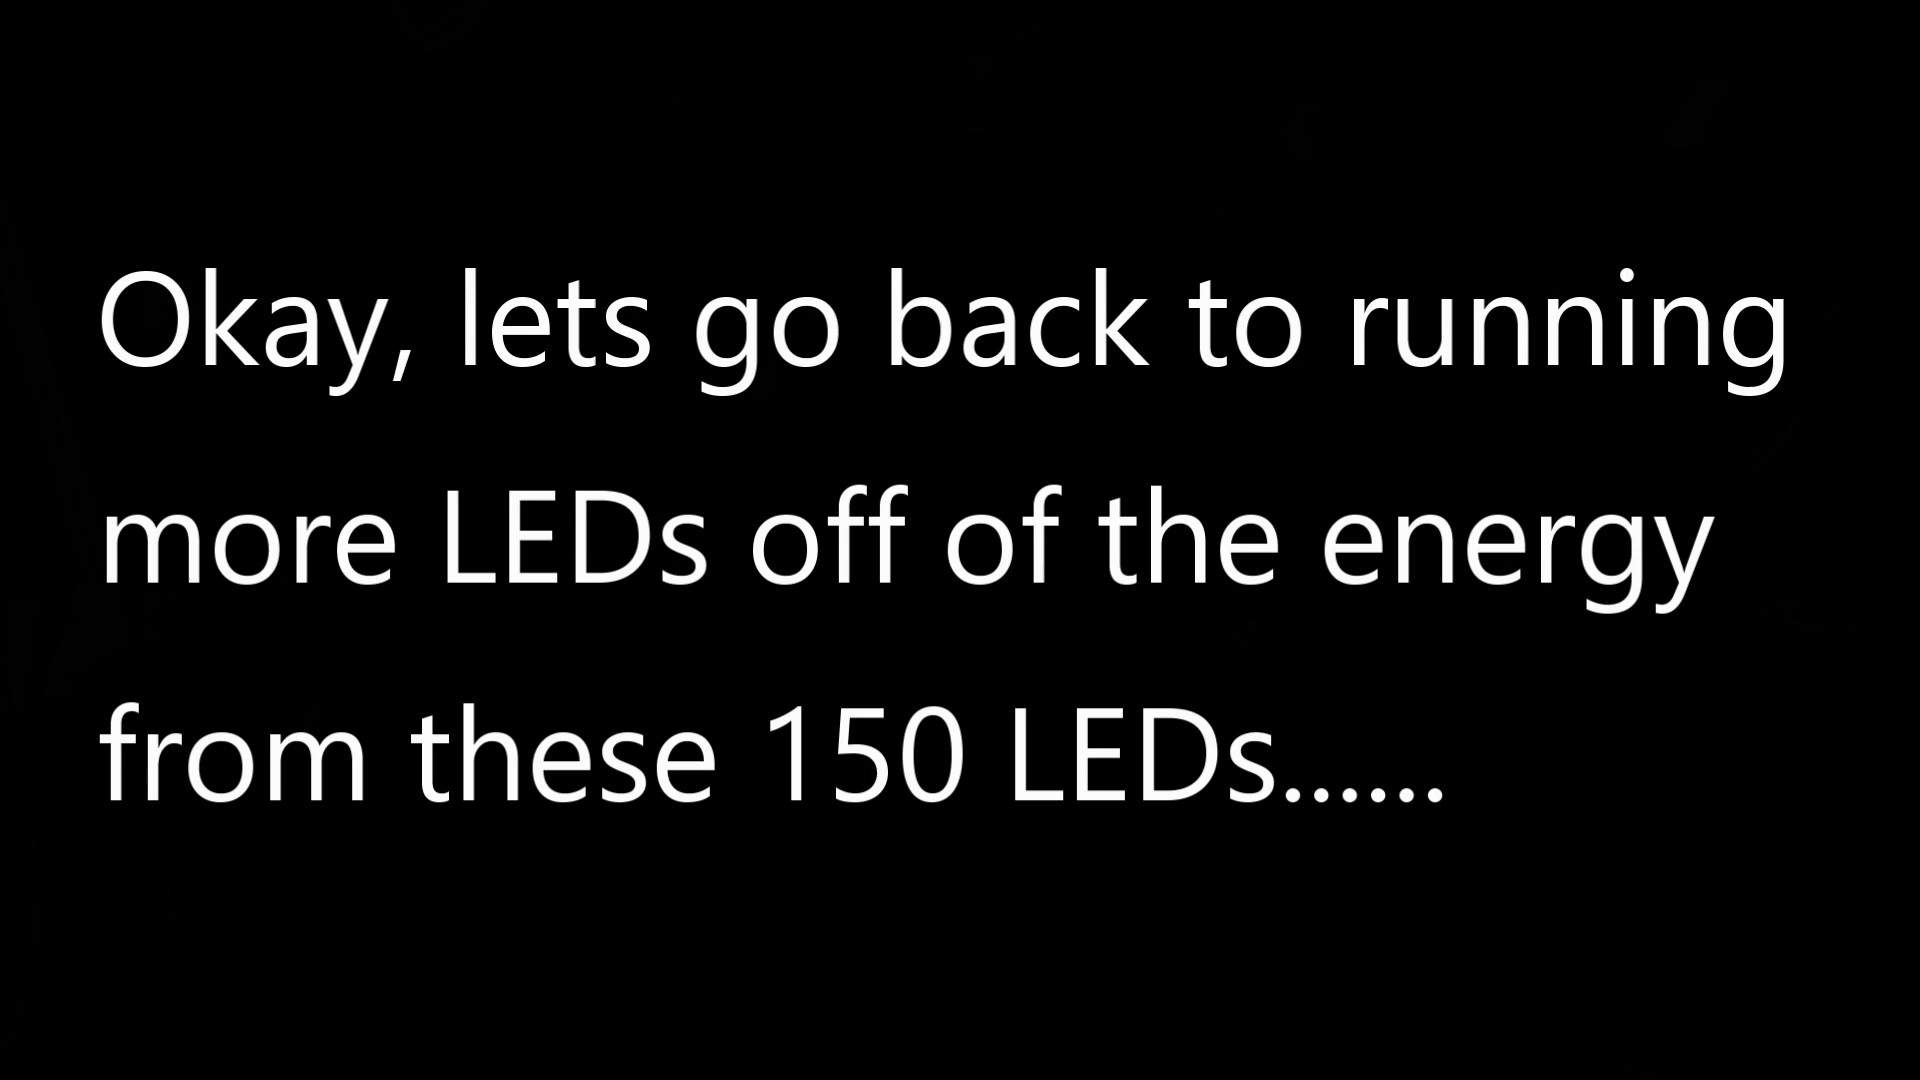 Okay, lets go back to running
more LEDs off of the energy
from these 150 LEDs......